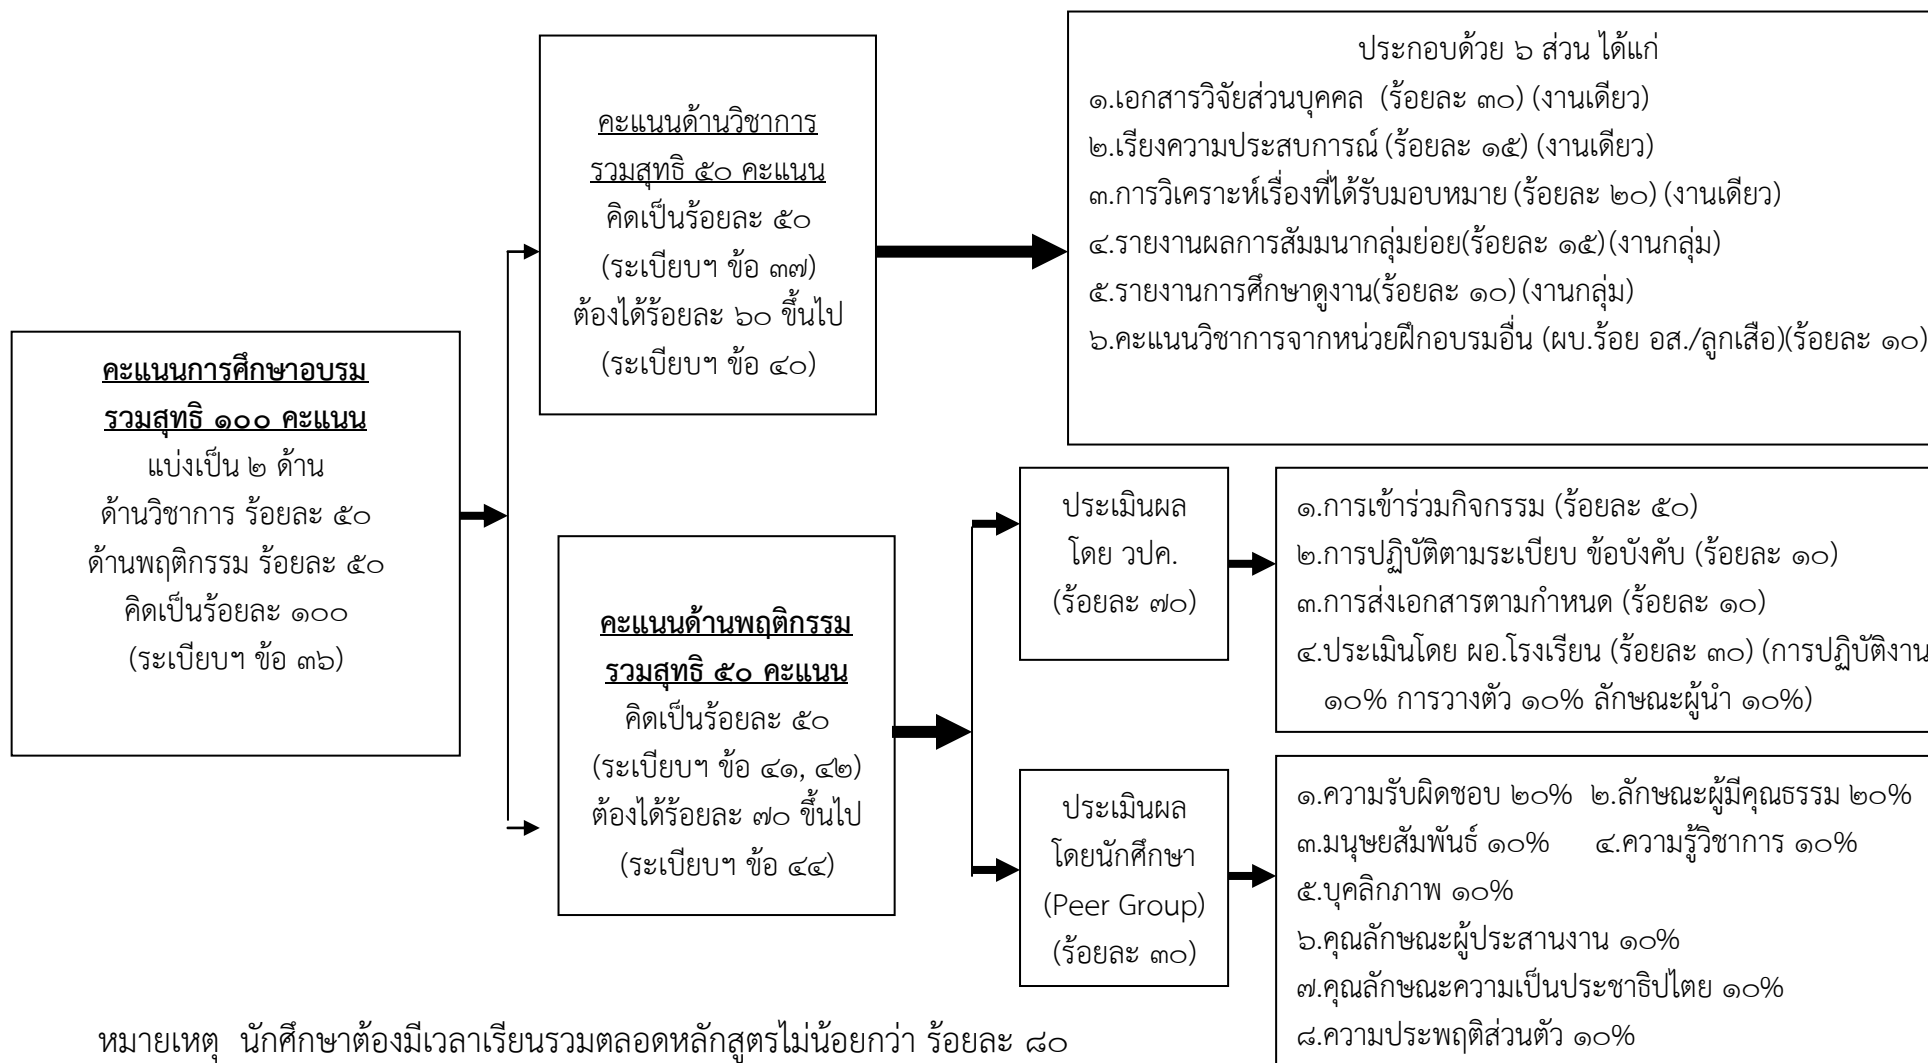 คะแนนการศึกษาอบรม
รวมสุทธิ ๑๐๐ คะแนน
แบ่งเป็น ๒ ด้าน
ด้านวิชาการ ร้อยละ ๕๐
ด้านพฤติกรรม ร้อยละ ๕๐
คิดเป็นร้อยละ ๑๐๐
(ระเบียบฯ ข้อ ๓๖)
คะแนนด้านวิชาการ
รวมสุทธิ ๕๐ คะแนน
คิดเป็นร้อยละ ๕๐
(ระเบียบฯ ข้อ ๓๗)
ต้องได้ร้อยละ ๖๐ ขึ้นไป
(ระเบียบฯ ข้อ ๔๐)
ประกอบด้วย ๖ ส่วน ได้แก่
๑.เอกสารวิจัยส่วนบุคคล (ร้อยละ ๓๐) (งานเดียว)
๒.เรียงความประสบการณ์ (ร้อยละ ๑๕) (งานเดียว)
๓.การวิเคราะห์เรื่องที่ได้รับมอบหมาย (ร้อยละ ๒๐) (งานเดียว)
๔.รายงานผลการสัมมนากลุ่มย่อย(ร้อยละ ๑๕) (งานกลุ่ม)
๕.รายงานการศึกษาดูงาน(ร้อยละ ๑๐) (งานกลุ่ม)
๖.คะแนนวิชาการจากหน่วยฝึกอบรมอื่น (ผบ.ร้อย อส./ลูกเสือ)(ร้อยละ ๑๐)
คะแนนด้านพฤติกรรม
รวมสุทธิ ๕๐ คะแนน
คิดเป็นร้อยละ ๕๐
(ระเบียบฯ ข้อ ๔๑, ๔๒)
ต้องได้ร้อยละ ๗๐ ขึ้นไป
(ระเบียบฯ ข้อ ๔๔)
ประเมินผล
โดย วปค.
(ร้อยละ ๗๐)
๑.การเข้าร่วมกิจกรรม (ร้อยละ ๕๐)
๒.การปฏิบัติตามระเบียบ ข้อบังคับ (ร้อยละ ๑๐)
๓.การส่งเอกสารตามกำหนด (ร้อยละ ๑๐)
๔.ประเมินโดย ผอ.โรงเรียน (ร้อยละ ๓๐) (การปฏิบัติงาน
๑๐% การวางตัว ๑๐% ลักษณะผู้นำ ๑๐%)
ประเมินผล
โดยนักศึกษา
(Peer Group)
(ร้อยละ ๓๐)
๑.ความรับผิดชอบ ๒๐% ๒.ลักษณะผู้มีคุณธรรม ๒๐%
๓.มนุษยสัมพันธ์ ๑๐% ๔.ความรู้วิชาการ ๑๐%
๕.บุคลิกภาพ ๑๐%
๖.คุณลักษณะผู้ประสานงาน ๑๐%
๗.คุณลักษณะความเป็นประชาธิปไตย ๑๐%
๘.ความประพฤติส่วนตัว ๑๐%
หมายเหตุ นักศึกษาต้องมีเวลาเรียนรวมตลอดหลักสูตรไม่น้อยกว่า ร้อยละ ๘๐